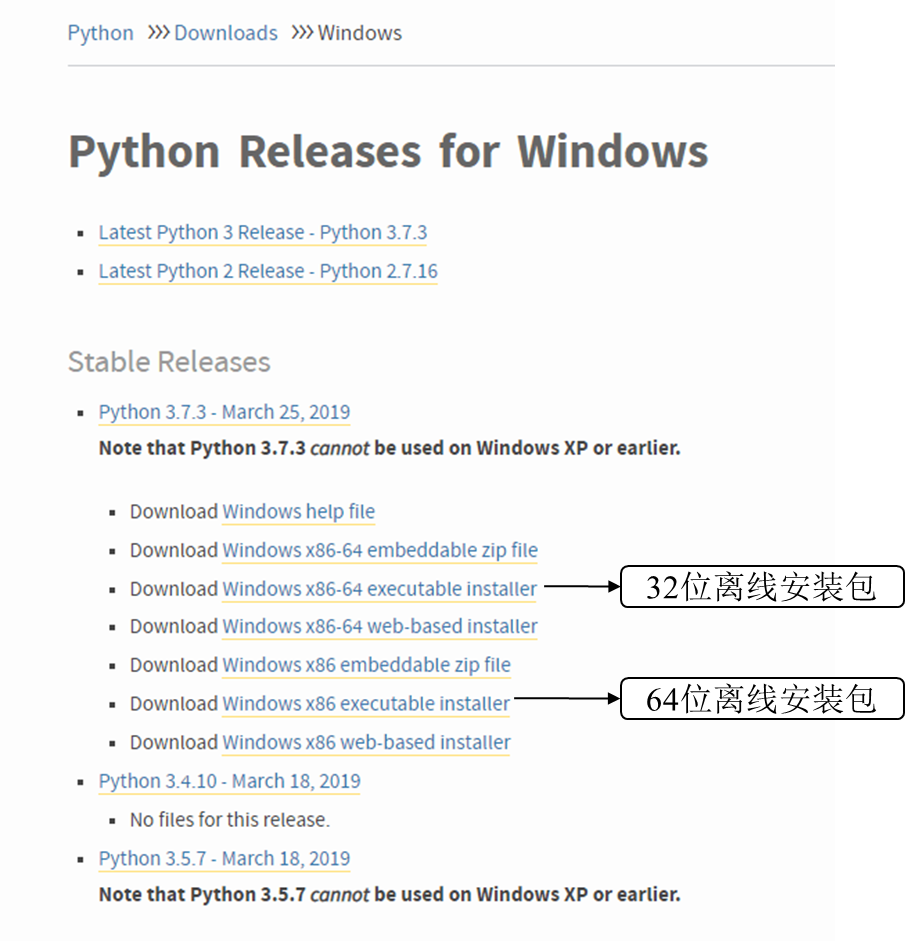 Python >>> Downloads >>> Windows
Python Releases for Windows
Latest Python 3 Release - Python 3.7.3
Latest Python 2 Release - Python 2.7.16
Stable Releases
Python 3.7.3 - March 25, 2019
Note that Python 3.7.3 cannot be used on Windows XP or earlier.
Download Windows help file
Download Windows x86-64 embeddable zip file
Download Windows x86-64 executable installer
32位离线安装包
Download Windows x86-64 web-based installer
Download Windows x86 embeddable zip file
Download Windows x86 executable installer
64位离线安装包
Download Windows x86 web-based installer
Python 3.4.10 - March 18, 2019
No files for this release.
Python 3.5.7 - March 18, 2019
Note that Python 3.5.7 cannot be used on Windows XP or earlier.